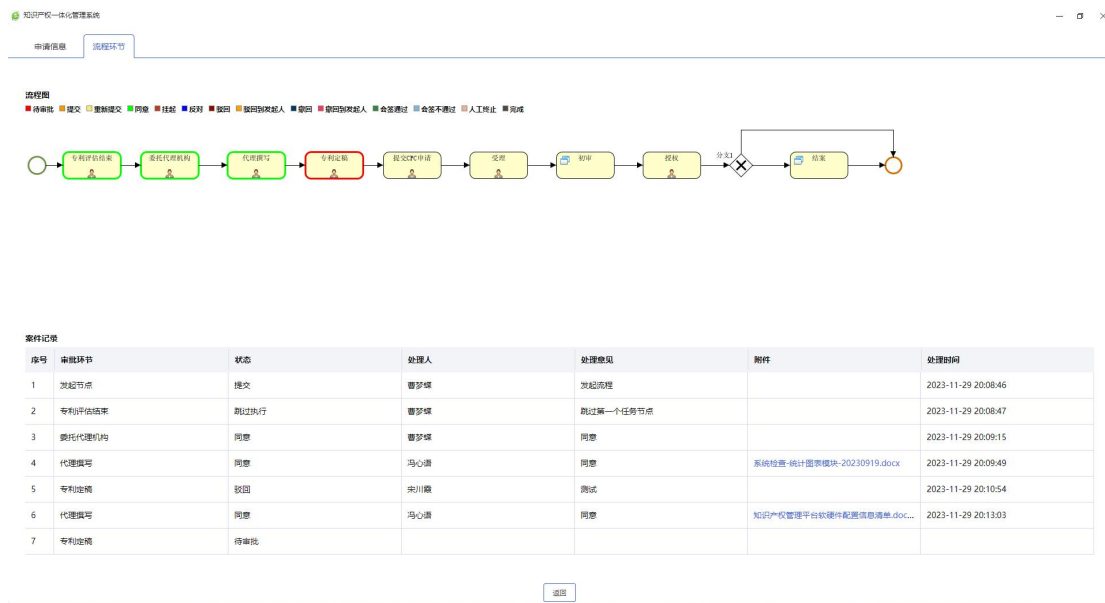 知识产权一体化管理系统
申请信息 流程环节
流程图
待审批 提交 重新提交 同意 挂起 反对 驳回 驳回到发起人 撤回 撤回到发起人 会签通过 会签不通过 人工终止 完成
专利评估结束 委托代理机构 代理撰写 专利定稿 提交CPC申请 受理 初审 授权 分支1 结案
案件记录
序号 审批环节 状态 处理人 处理意见 附件 处理时间
1 发起节点 提交 曹梦蝶 发起流程 2023-11-29 20:08:46
2 专利评估结束 跳过执行 曹梦蝶 跳过第一个任务节点 2023-11-29 20:08:47
3 委托代理机构 同意 曹梦蝶 同意 2023-11-29 20:09:15
4 代理撰写 同意 冯心语 同意 系统检查-统计图表模块-20230919.docx 2023-11-29 20:09:49
5 专利定稿 驳回 宋川霞 测试 2023-11-29 20:10:54
6 代理撰写 同意 冯心语 同意 知识产权管理平台软硬件配置信息清单.doc... 2023-11-29 20:13:03
7 专利定稿 待审批
返回